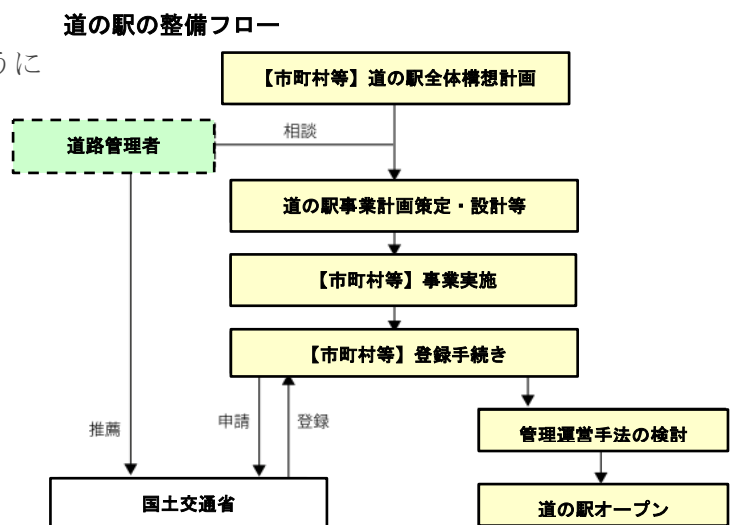 道の駅の整備フロー
うに
【市町村等】道の駅全体構想計画
相談
道路管理者
道の駅事業計画策定・設計等
【市町村等】事業実施
【市町村等】登録手続き
推薦
申請
登録
管理運営手法の検討
国土交通省
道の駅オープン